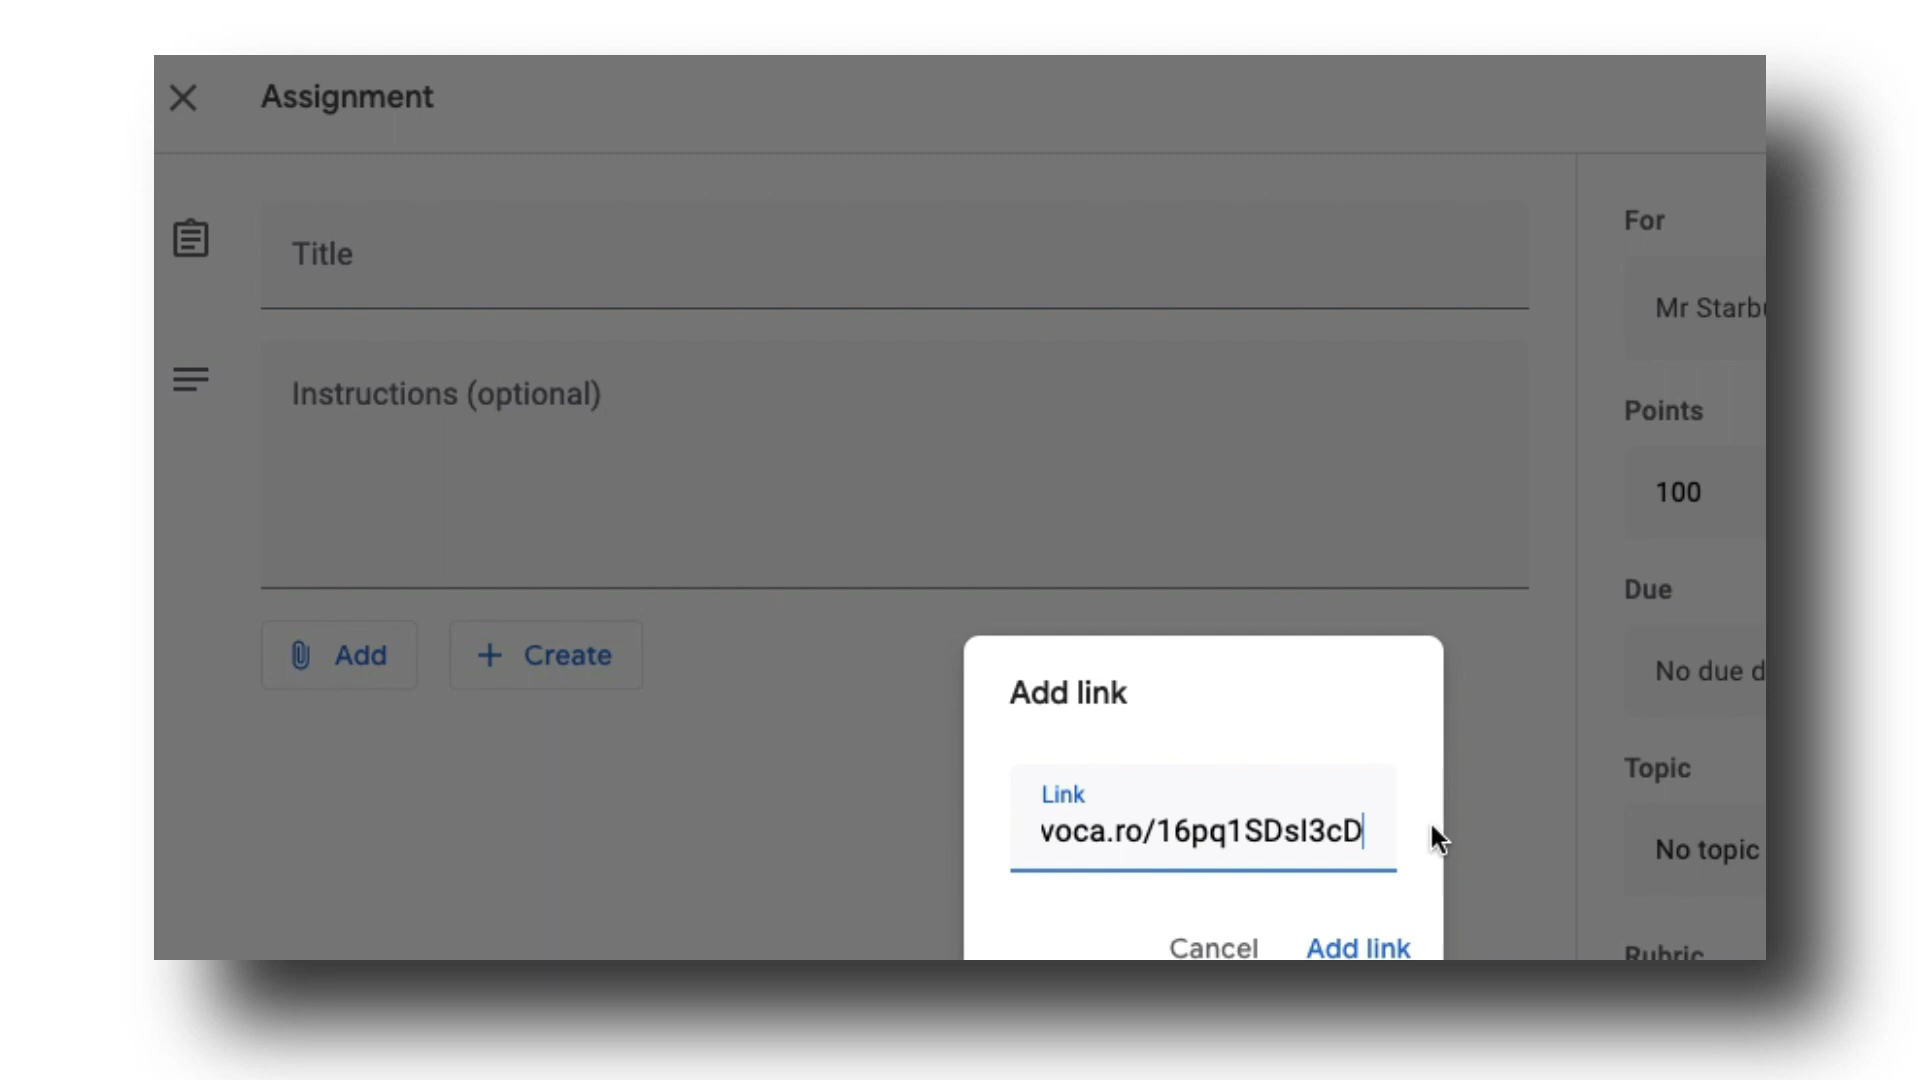 Assignment
Title
Instructions (optional)
Add
Create
For
Mr Starbu
Points
100
Due
No due d
Topic
No topic
Rubric
Add link
Link
voca.ro/16pq1SDsI3cD
Cancel
Add link